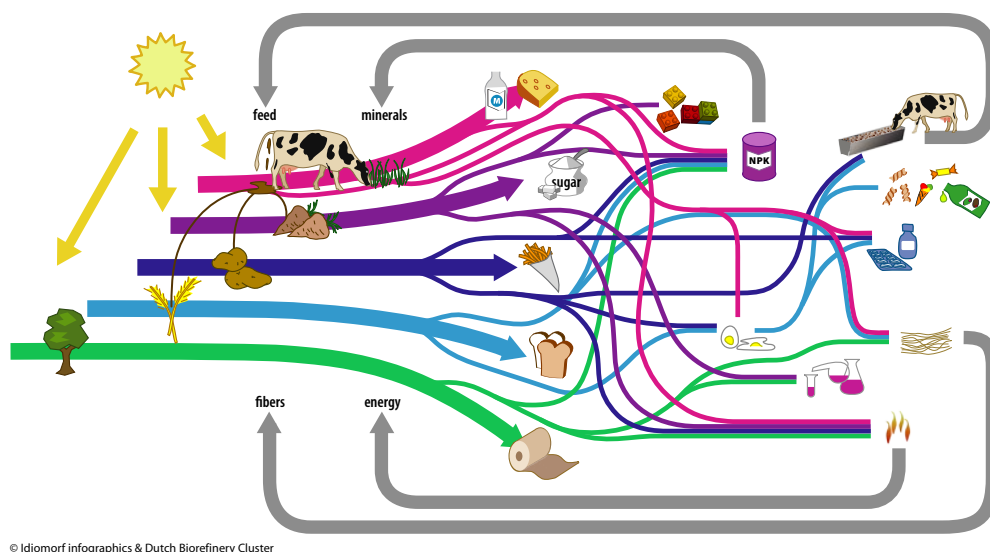 feed
minerals
M
NPK
sugar
fibers
energy
© Idiomorf infographics & Dutch Biorefinery Cluster